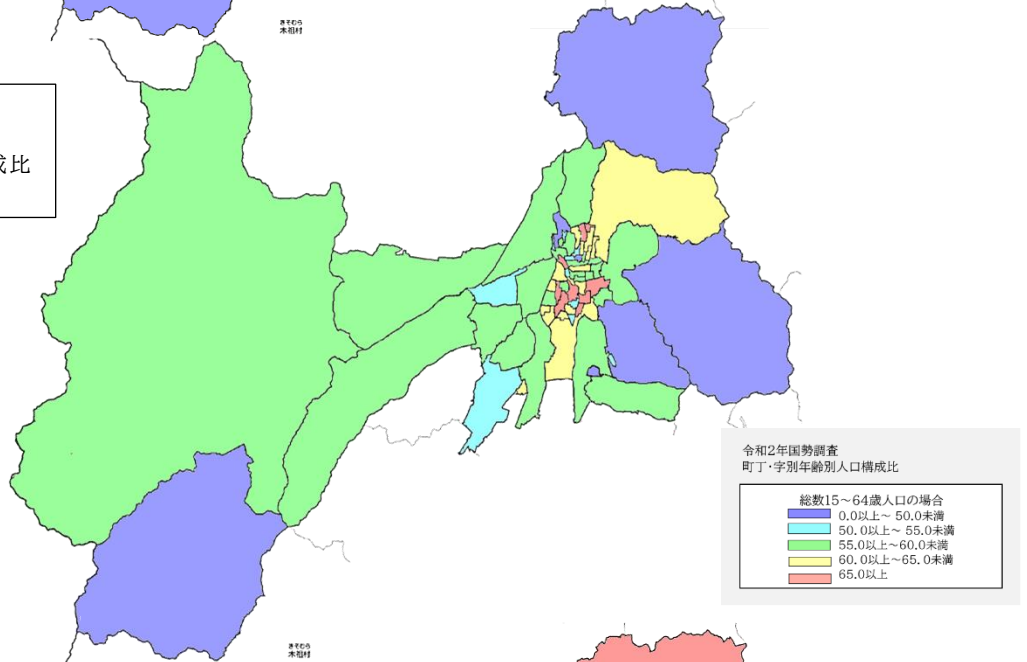 きそむら
木祖村
成比
令和2年国勢調査
町丁・字別年齢別人口構成比
総数15～64歳人口の場合
0.0以上～ 50.0未満
50. 0以上～ 55.0未満
55.0以上～60.0未満
60. 0以上～65. 0未満
65.0以上
きそむら
木祖村